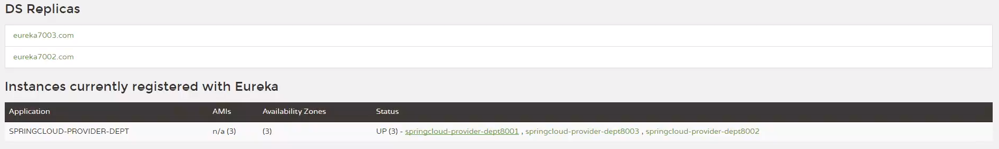 DS Replicas
eureka7003.com
eureka7002.com
Instances currently registered with Eureka
Application AMIs Availability Zones Status
SPRINGCLOUD-PROVIDER-DEPT n/a (3) (3) UP (3) - springcloud-provider-dept8001 , springcloud-provider-dept8003 , springcloud-provider-dept8002